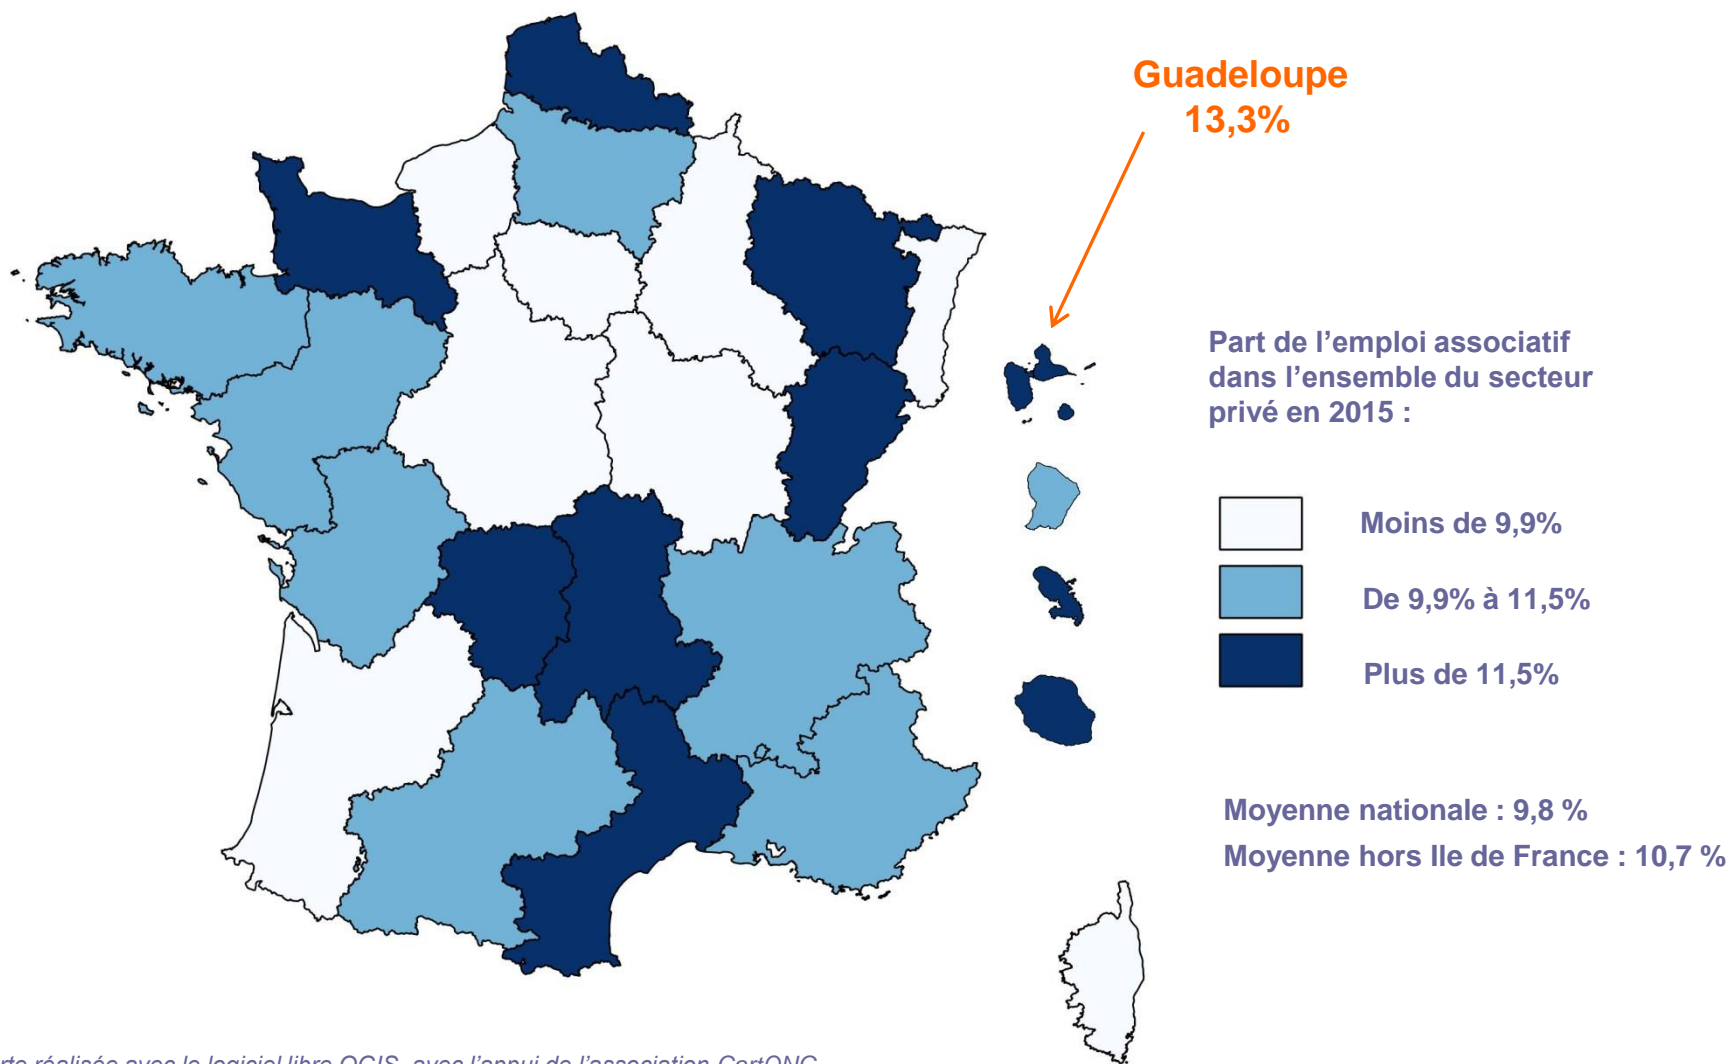 Guadeloupe
13,3%
Part de l’emploi associatif
dans l’ensemble du secteur
privé en 2015 :
Moins de 9,9%
De 9,9% à 11,5%
Plus de 11,5%
Moyenne nationale : 9,8 %
Moyenne hors Ile de France : 10,7 %
réalisée avec le logiciel libre QGIS, avec l’appui de l’association CartONG